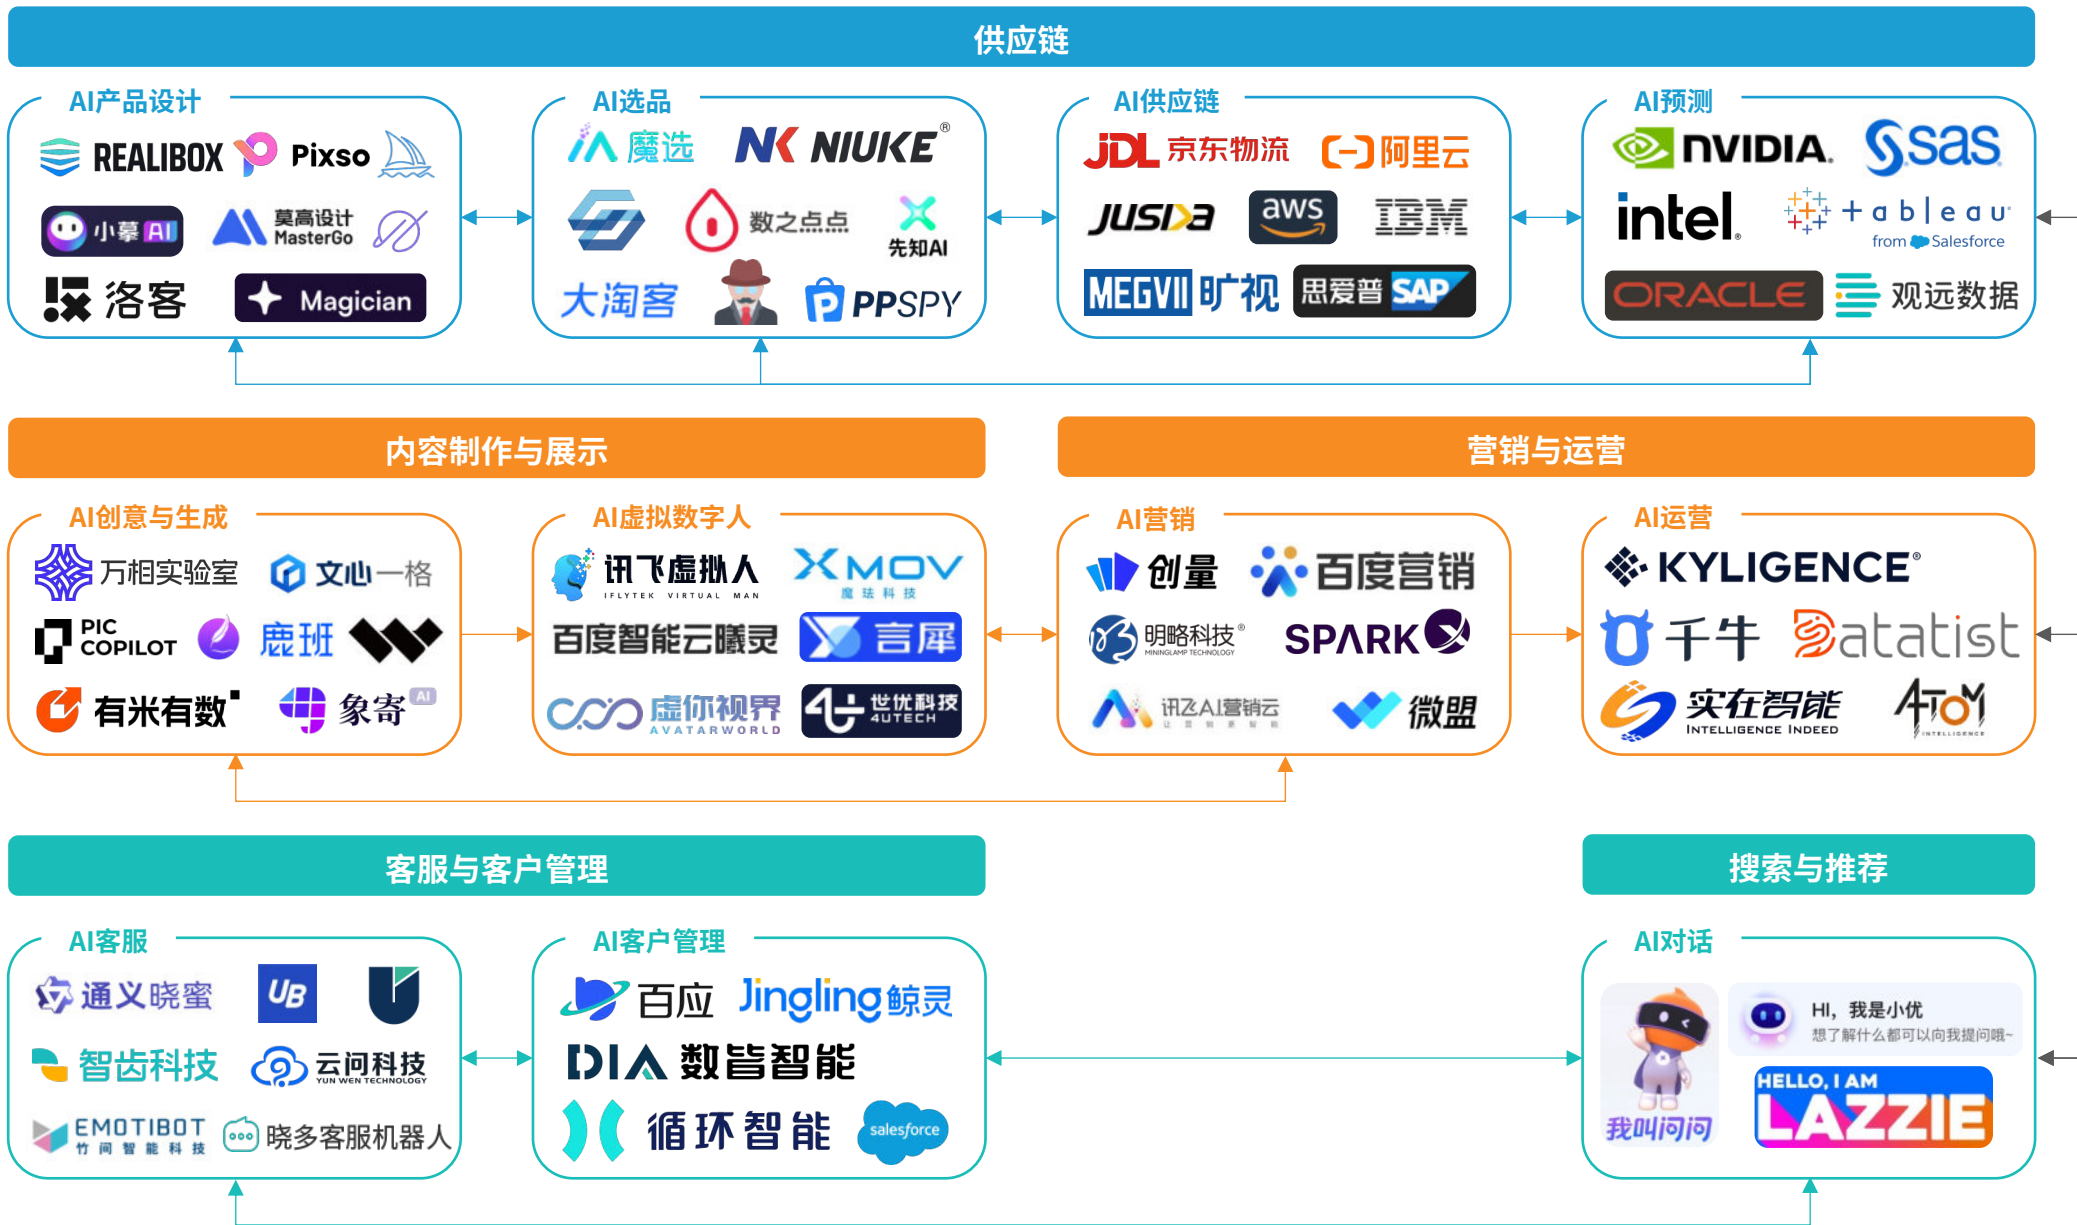 供应链
AI产品设计
REALIBOX
Pixso
小摹 AI
莫高设计
MasterGo
洛客
Magician
AI选品
魔选
NIUKE®
数之点点
先知AI
大淘客
PPSPY
AI供应链
JDL 京东物流
阿里云
JUSDA
aws
IBM
MEGVII 旷视
思爱普 SAP
AI预测
NVIDIA.
sas
intel®
+ableau
from Salesforce
ORACLE
观远数据
内容制作与展示
营销与运营
AI创意与生成
万相实验室
文心一格
PIC
COPILOT
鹿班
有米有数
象寄 AI
AI虚拟数字人
讯飞虚拟人
IFLYTEK VIRTUAL MAN
XMOV
魔珐科技
百度智能云曦灵
言犀
虚你视界
AVATARWORLD
世优科技
4UTECH
AI营销
创量
百度营销
明略科技®
MININGLAMP TECHNOLOGY
SPARK
讯飞AI营销云
让营销更智能
微盟
AI运营
KYLIGENCE®
千牛
Datatist
实在智能
INTELLIGENCE INDEED
ATOM
INTELLIGENCE
客服与客户管理
搜索与推荐
AI客服
通义晓蜜
UB
智齿科技
云问科技
YUN WEN TECHNOLOGY
EMOTIBOT
竹间智能科技
晓多客服机器人
AI客户管理
百应
Jingling鲸灵
DIA 数皆智能
循环智能
salesforce
AI对话
我叫问问
HI，我是小优
想了解什么都可以向我提问哦~
HELLO, I AM
LAZZIE